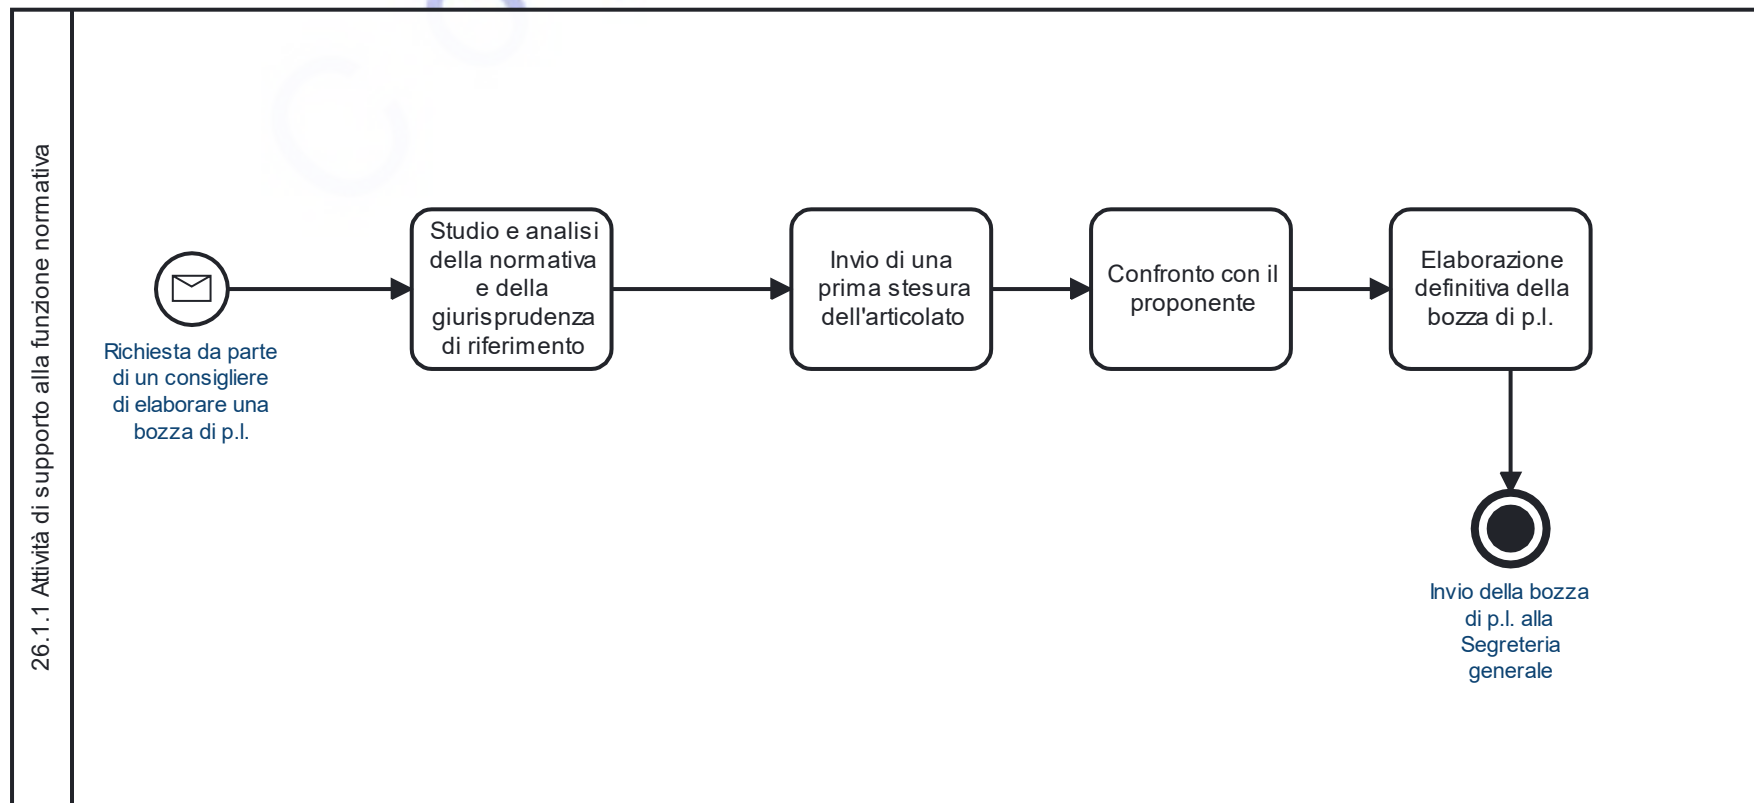 26.1.1 Attività di supporto alla funzione normativa
Richiesta da parte
di un consigliere
di elaborare una
bozza di p.l.
Studio e analisi
della normativa
e della
giurisprudenza
di riferimento
Invio di una
prima stesura
dell'articolato
Confronto con il
proponente
Elaborazione
definitiva della
bozza di p.l.
Invio della bozza
di p.l. alla
Segreteria
generale